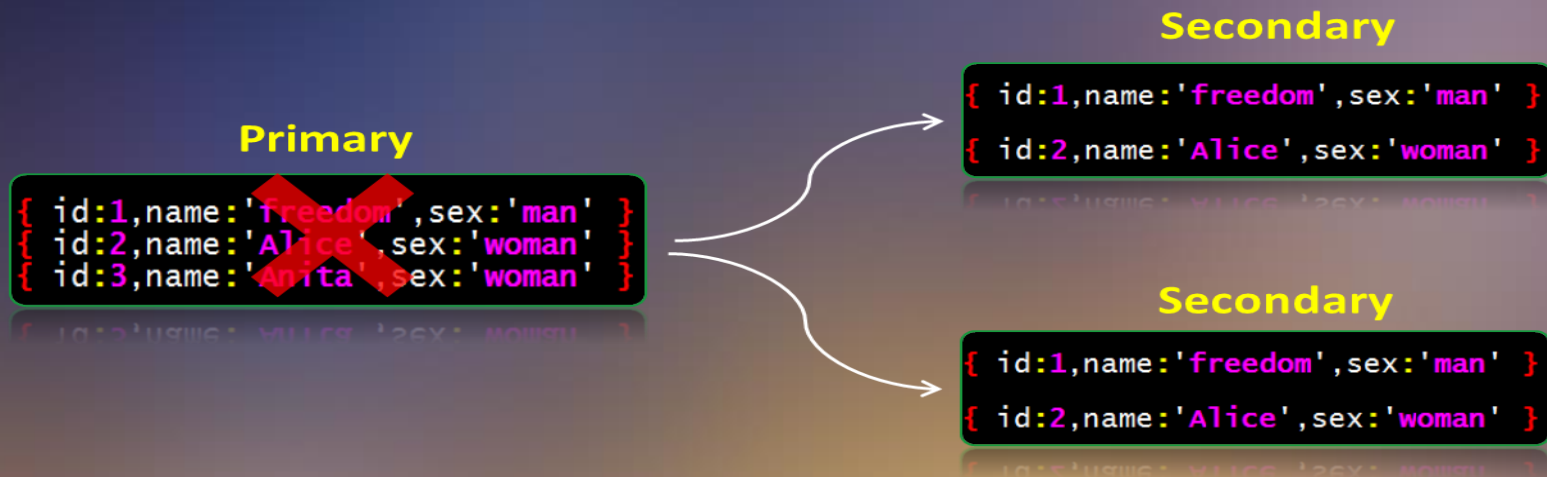 Primary
{ id:1,name:'freedom',sex:'man' }
{ id:2,name:'Alice',sex:'woman' }
{ id:3,name:'Anita',sex:'woman' }
Secondary
{ id:1,name:'freedom',sex:'man' }
{ id:2,name:'Alice',sex:'woman' }
Secondary
{ id:1,name:'freedom',sex:'man' }
{ id:2,name:'Alice',sex:'woman' }